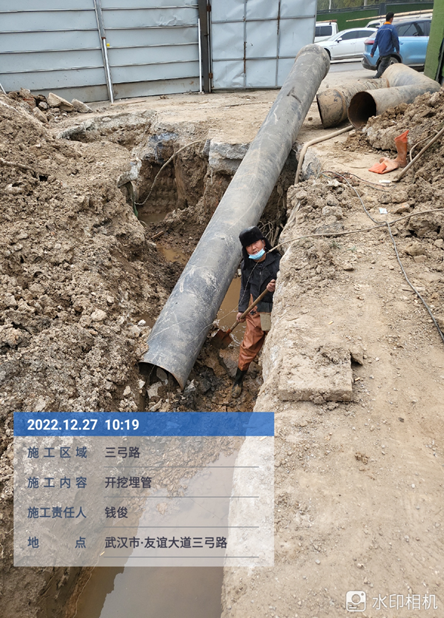 2022.12.27 10:19
施工区域 三弓路
施工内容 开挖埋管
施工责任人 钱俊
地点 武汉市·友谊大道三弓路
水印相机